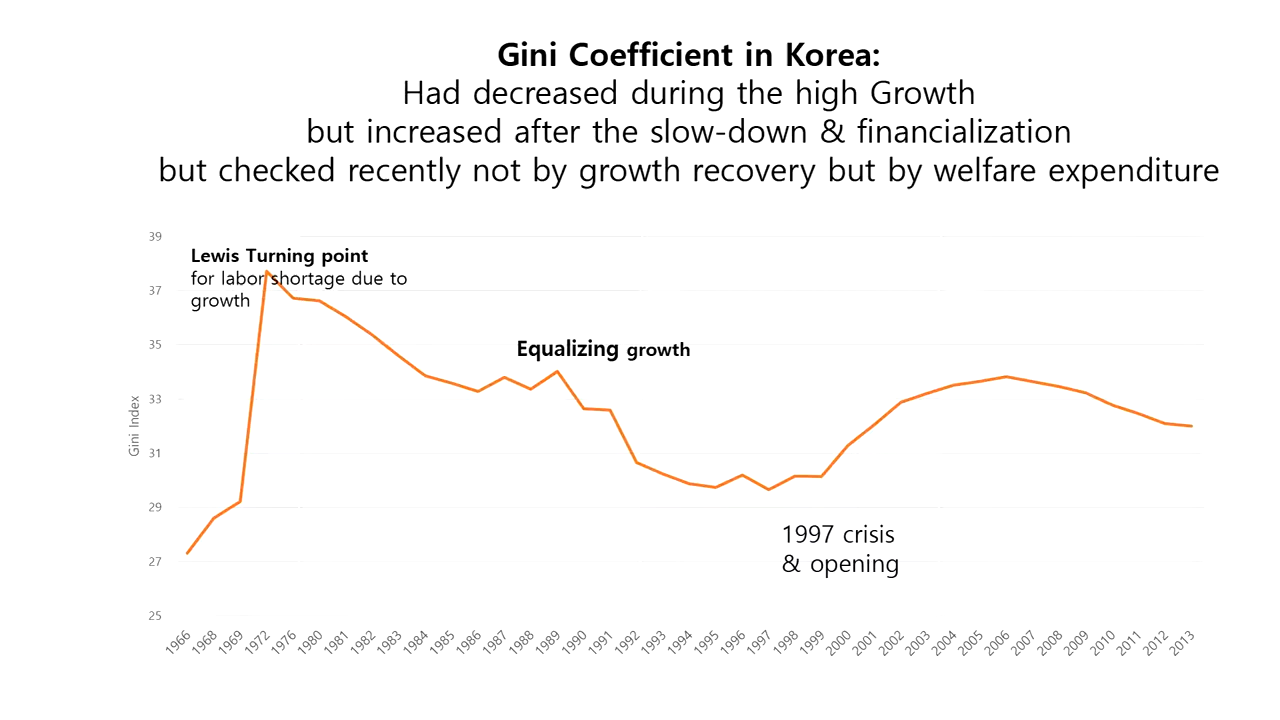 Gini Coefficient in Korea:
Had decreased during the high Growth
but increased after the slow-down & financialization
but checked recently not by growth recovery but by welfare expenditure
39
Lewis Turning point
for labor shortage due to
growth
37
35
Equalizing growth
33
Gini Index
31
29
1997 crisis
& opening
27
25
1966 1968 1969 1972 1976 1980 1981 1982 1983 1984 1985 1986 1987 1988 1989 1990 1991 1992 1993 1994 1995 1996 1997 1998 1999 2000 2001 2002 2003 2004 2005 2006 2007 2008 2009 2010 2011 2012 2013